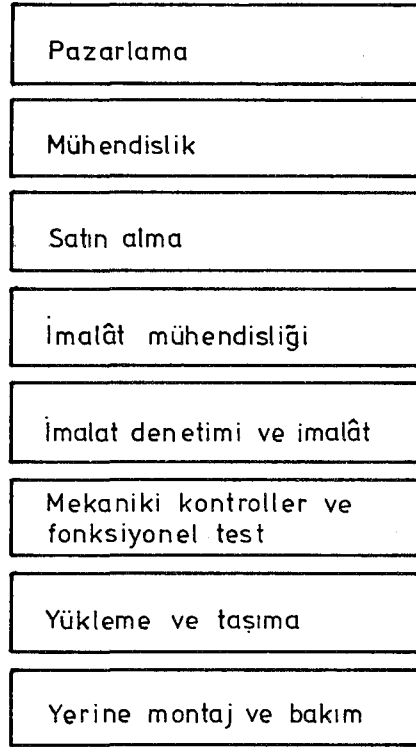 Pazarlama
Mühendislik
Satın alma
İmalât mühendisliği
İmalat denetimi ve imalât
Mekaniki kontroller ve
fonksiyonel test
Yükleme ve taşıma
Yerine montaj ve bakım